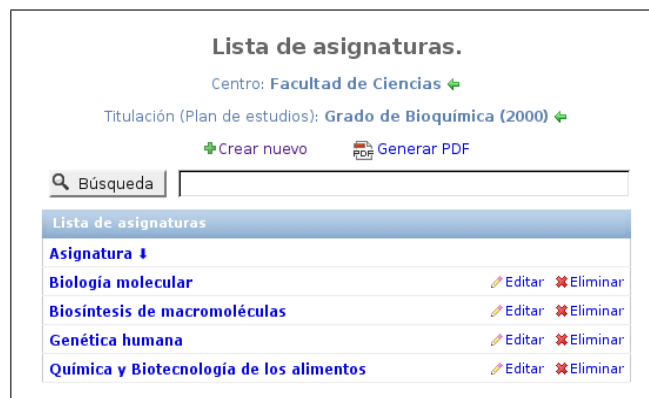 Lista de asignaturas.
Centro: Facultad de Ciencias
Titulación (Plan de estudios): Grado de Bioquímica (2000)
Crear nuevo PDF Generar PDF
Búsqueda
Lista de asignaturas
Asignatura
Biología molecular Editar Eliminar
Biosíntesis de macromoléculas Editar Eliminar
Genética humana Editar Eliminar
Química y Biotecnología de los alimentos Editar Eliminar